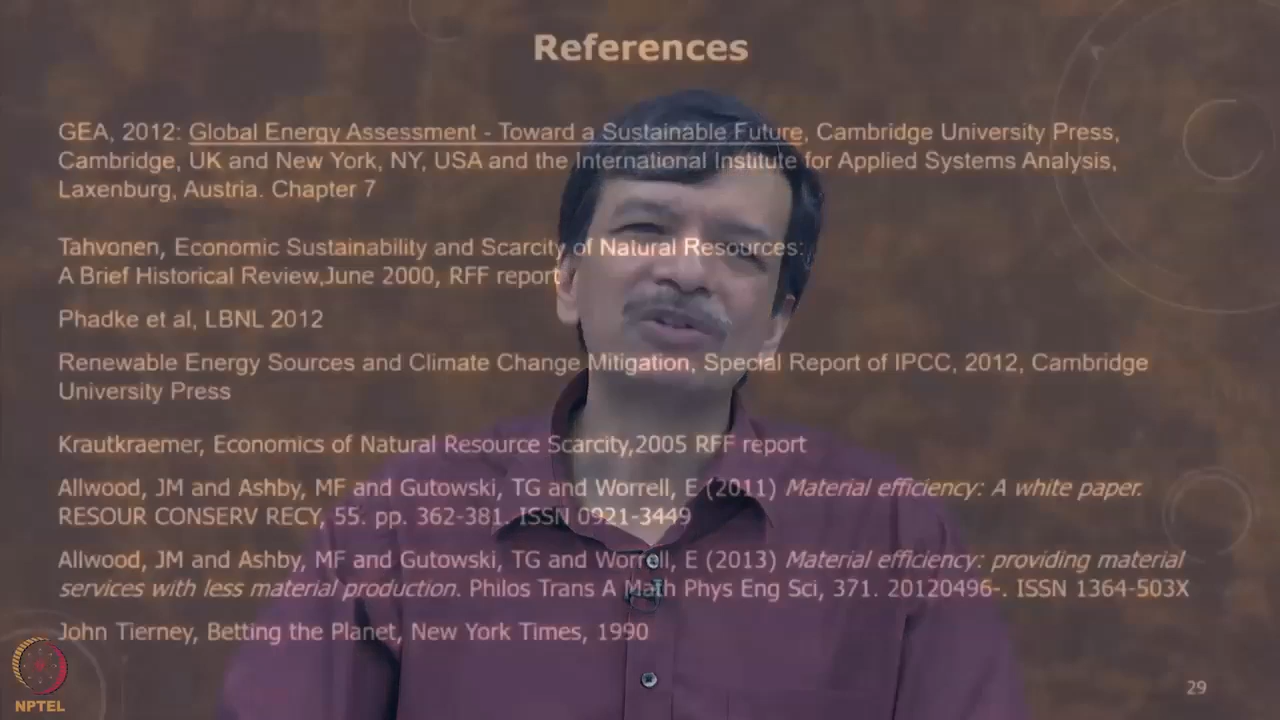 References
GEA, 2012: Global Energy Assessment - Toward a Sustainable Future, Cambridge University Press,
Cambridge, UK and New York, NY, USA and the International Institute for Applied Systems Analysis,
Laxenburg, Austria. Chapter 7
Tahvonen, Economic Sustainability and Scarcity of Natural Resources:
A Brief Historical Review,June 2000, RFF report
Phadke et al, LBNL 2012
Renewable Energy Sources and Climate Change Mitigation, Special Report of IPCC, 2012, Cambridge
University Press
Krautkraemer, Economics of Natural Resource Scarcity,2005 RFF report
Allwood, JM and Ashby, MF and Gutowski, TG and Worrell, E (2011) Material efficiency: A white paper.
RESOUR CONSERV RECY, 55. pp. 362-381. ISSN 0921-3449
Allwood, JM and Ashby, MF and Gutowski, TG and Worrell, E (2013) Material efficiency: providing material
services with less material production. Philos Trans A Math Phys Eng Sci, 371. 20120496-. ISSN 1364-503X
John Tierney, Betting the Planet, New York Times, 1990
29
NPTEL